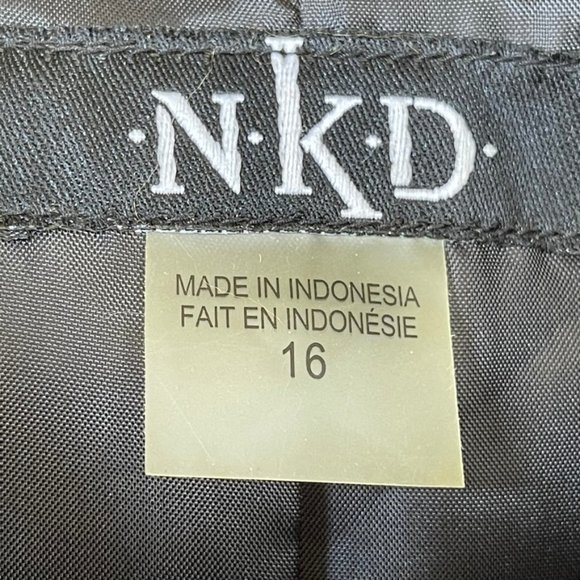 ·N·K·D·
MADE IN INDONESIA
FAIT EN INDONÉSIE
16